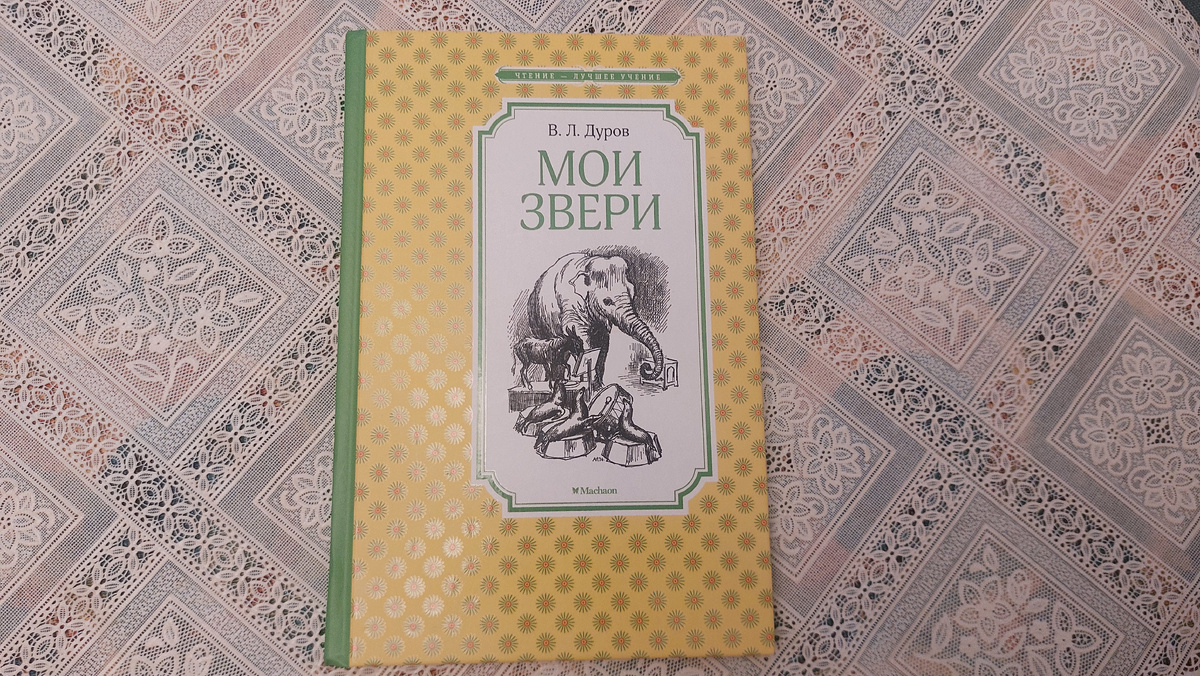 ЧТЕНИЕ — ЛУЧШЕЕ УЧЕНИЕ
В. Л. Дуров
МОИ
ЗВЕРИ
Machaon